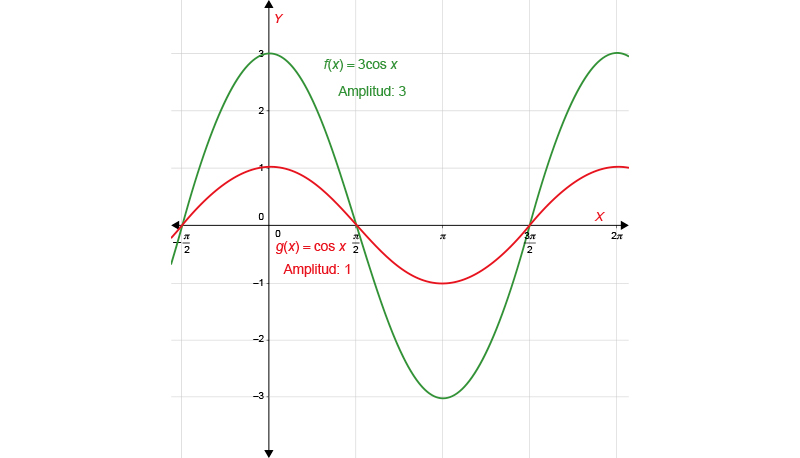 Y
3
f(x) = 3cos x
Amplitud: 3
2
1
0
X
0
−π/2
π/2
π
3π/2
2π
g(x) = cos x
Amplitud: 1
−1
−2
−3